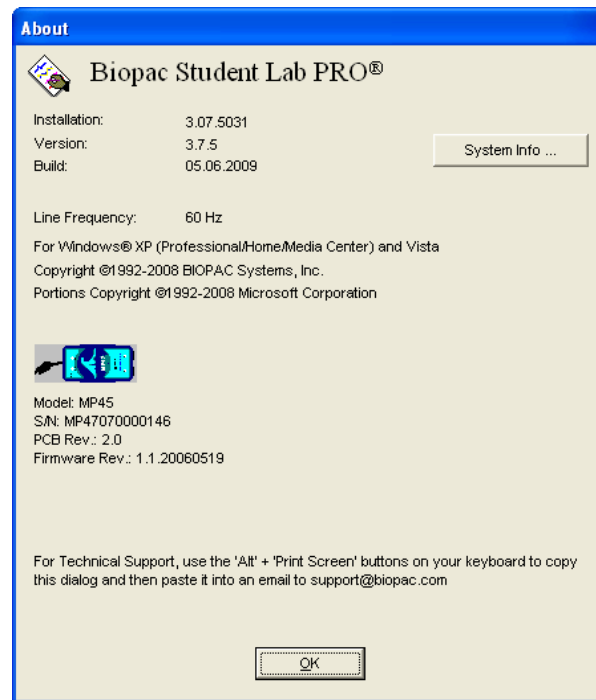 About
Biopac Student Lab PRO®
Installation: 3.07.5031
Version: 3.7.5
System Info ...
Build: 05.06.2009
Line Frequency: 60 Hz
For Windows® XP (Professional/Home/Media Center) and Vista
Copyright ©1992-2008 BIOPAC Systems, Inc.
Portions Copyright ©1992-2008 Microsoft Corporation
MP45
Model: MP45
S/N: MP47070000146
PCB Rev.: 2.0
Firmware Rev.: 1.1.20060519
For Technical Support, use the 'Alt' + 'Print Screen' buttons on your keyboard to copy
this dialog and then paste it into an email to support@biopac.com
OK